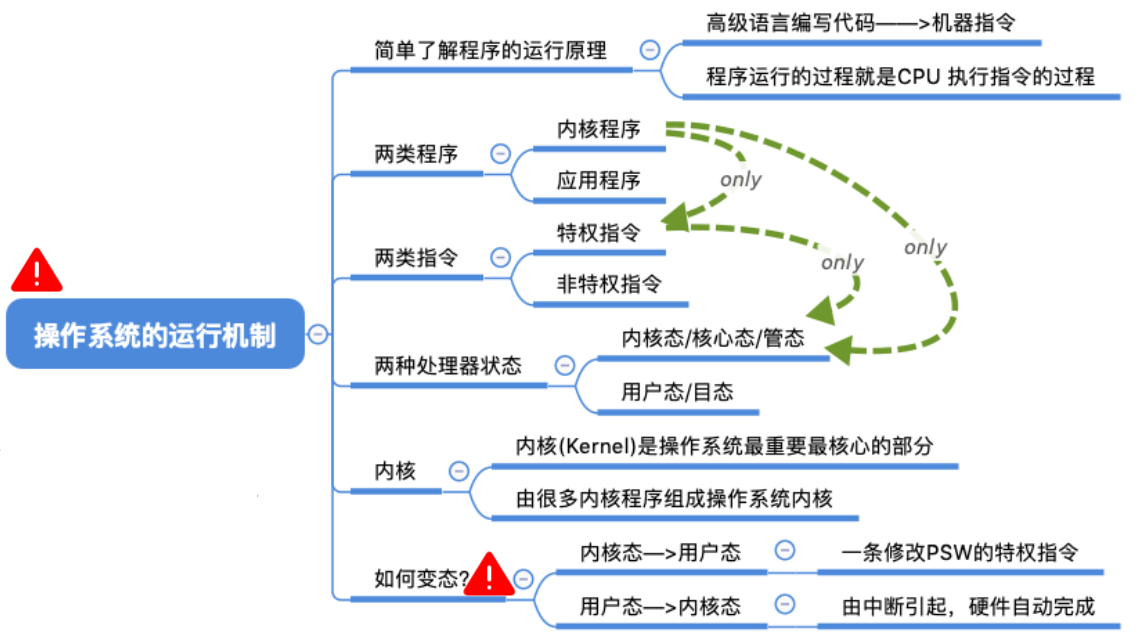 高级语言编写代码——>机器指令
简单了解程序的运行原理
程序运行的过程就是CPU 执行指令的过程
内核程序
两类程序
only
应用程序
特权指令
only
两类指令
only
非特权指令
操作系统的运行机制
内核态/核心态/管态
两种处理器状态
用户态/目态
内核(Kernel)是操作系统最重要最核心的部分
内核
由很多内核程序组成操作系统内核
内核态—>用户态
一条修改PSW的特权指令
如何变态?
用户态—>内核态
由中断引起，硬件自动完成